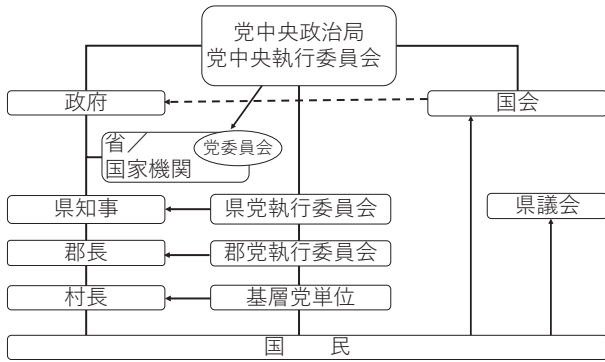 党中央政治局
党中央執行委員会
政府
国会
省／
国家機関
党委員会
県知事
県党執行委員会
県議会
郡長
郡党執行委員会
村長
基層党単位
国　民